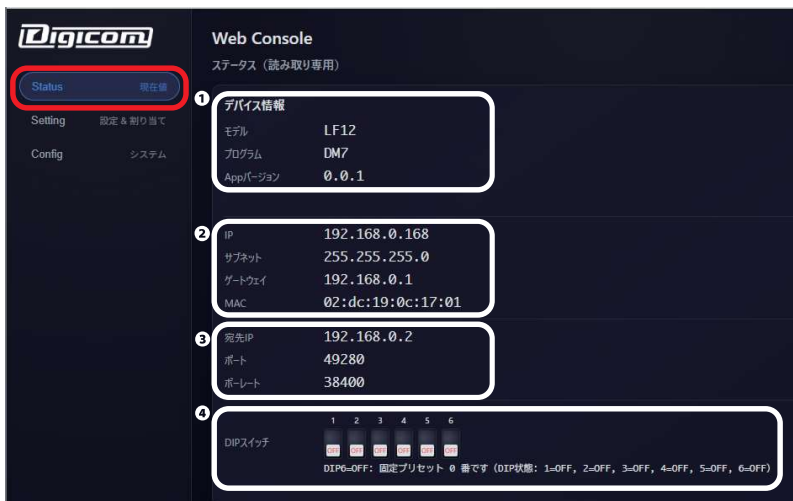 Digicom
Web Console
ステータス（読み取り専用）
Status 現在値
Setting 設定 & 割り当て
Config システム
❶
デバイス情報
モデル LF12
プログラム DM7
Appバージョン 0.0.1
❷
IP 192.168.0.168
サブネット 255.255.255.0
ゲートウェイ 192.168.0.1
MAC 02:dc:19:0c:17:01
❸
宛先IP 192.168.0.2
ポート 49280
ボーレート 38400
❹
1 2 3 4 5 6
DIPスイッチ
OFF OFF OFF OFF OFF OFF
DIP6=OFF: 固定プリセット 0 番です (DIP状態: 1=OFF, 2=OFF, 3=OFF, 4=OFF, 5=OFF, 6=OFF)